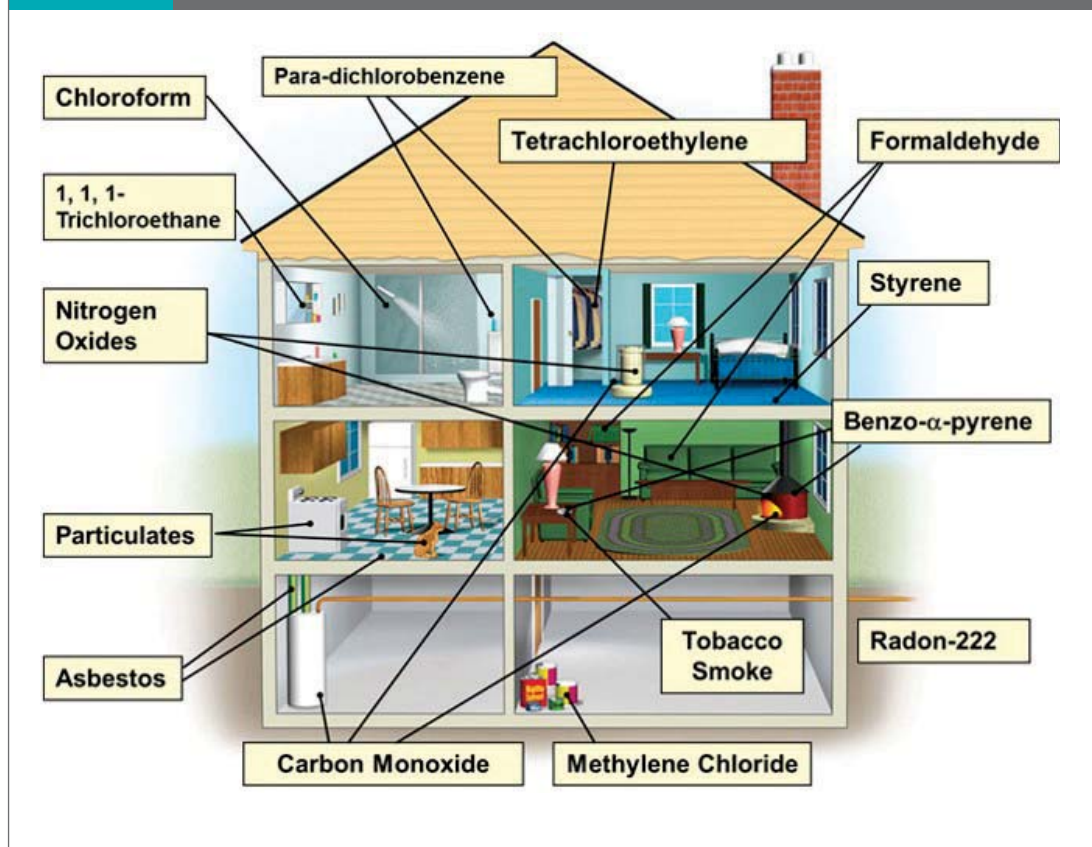 Para-dichlorobenzene
Chloroform
Tetrachloroethylene
Formaldehyde
1, 1, 1-
Trichloroethane
Styrene
Nitrogen
Oxides
Benzo-α-pyrene
Particulates
Tobacco
Smoke
Radon-222
Asbestos
Carbon Monoxide
Methylene Chloride